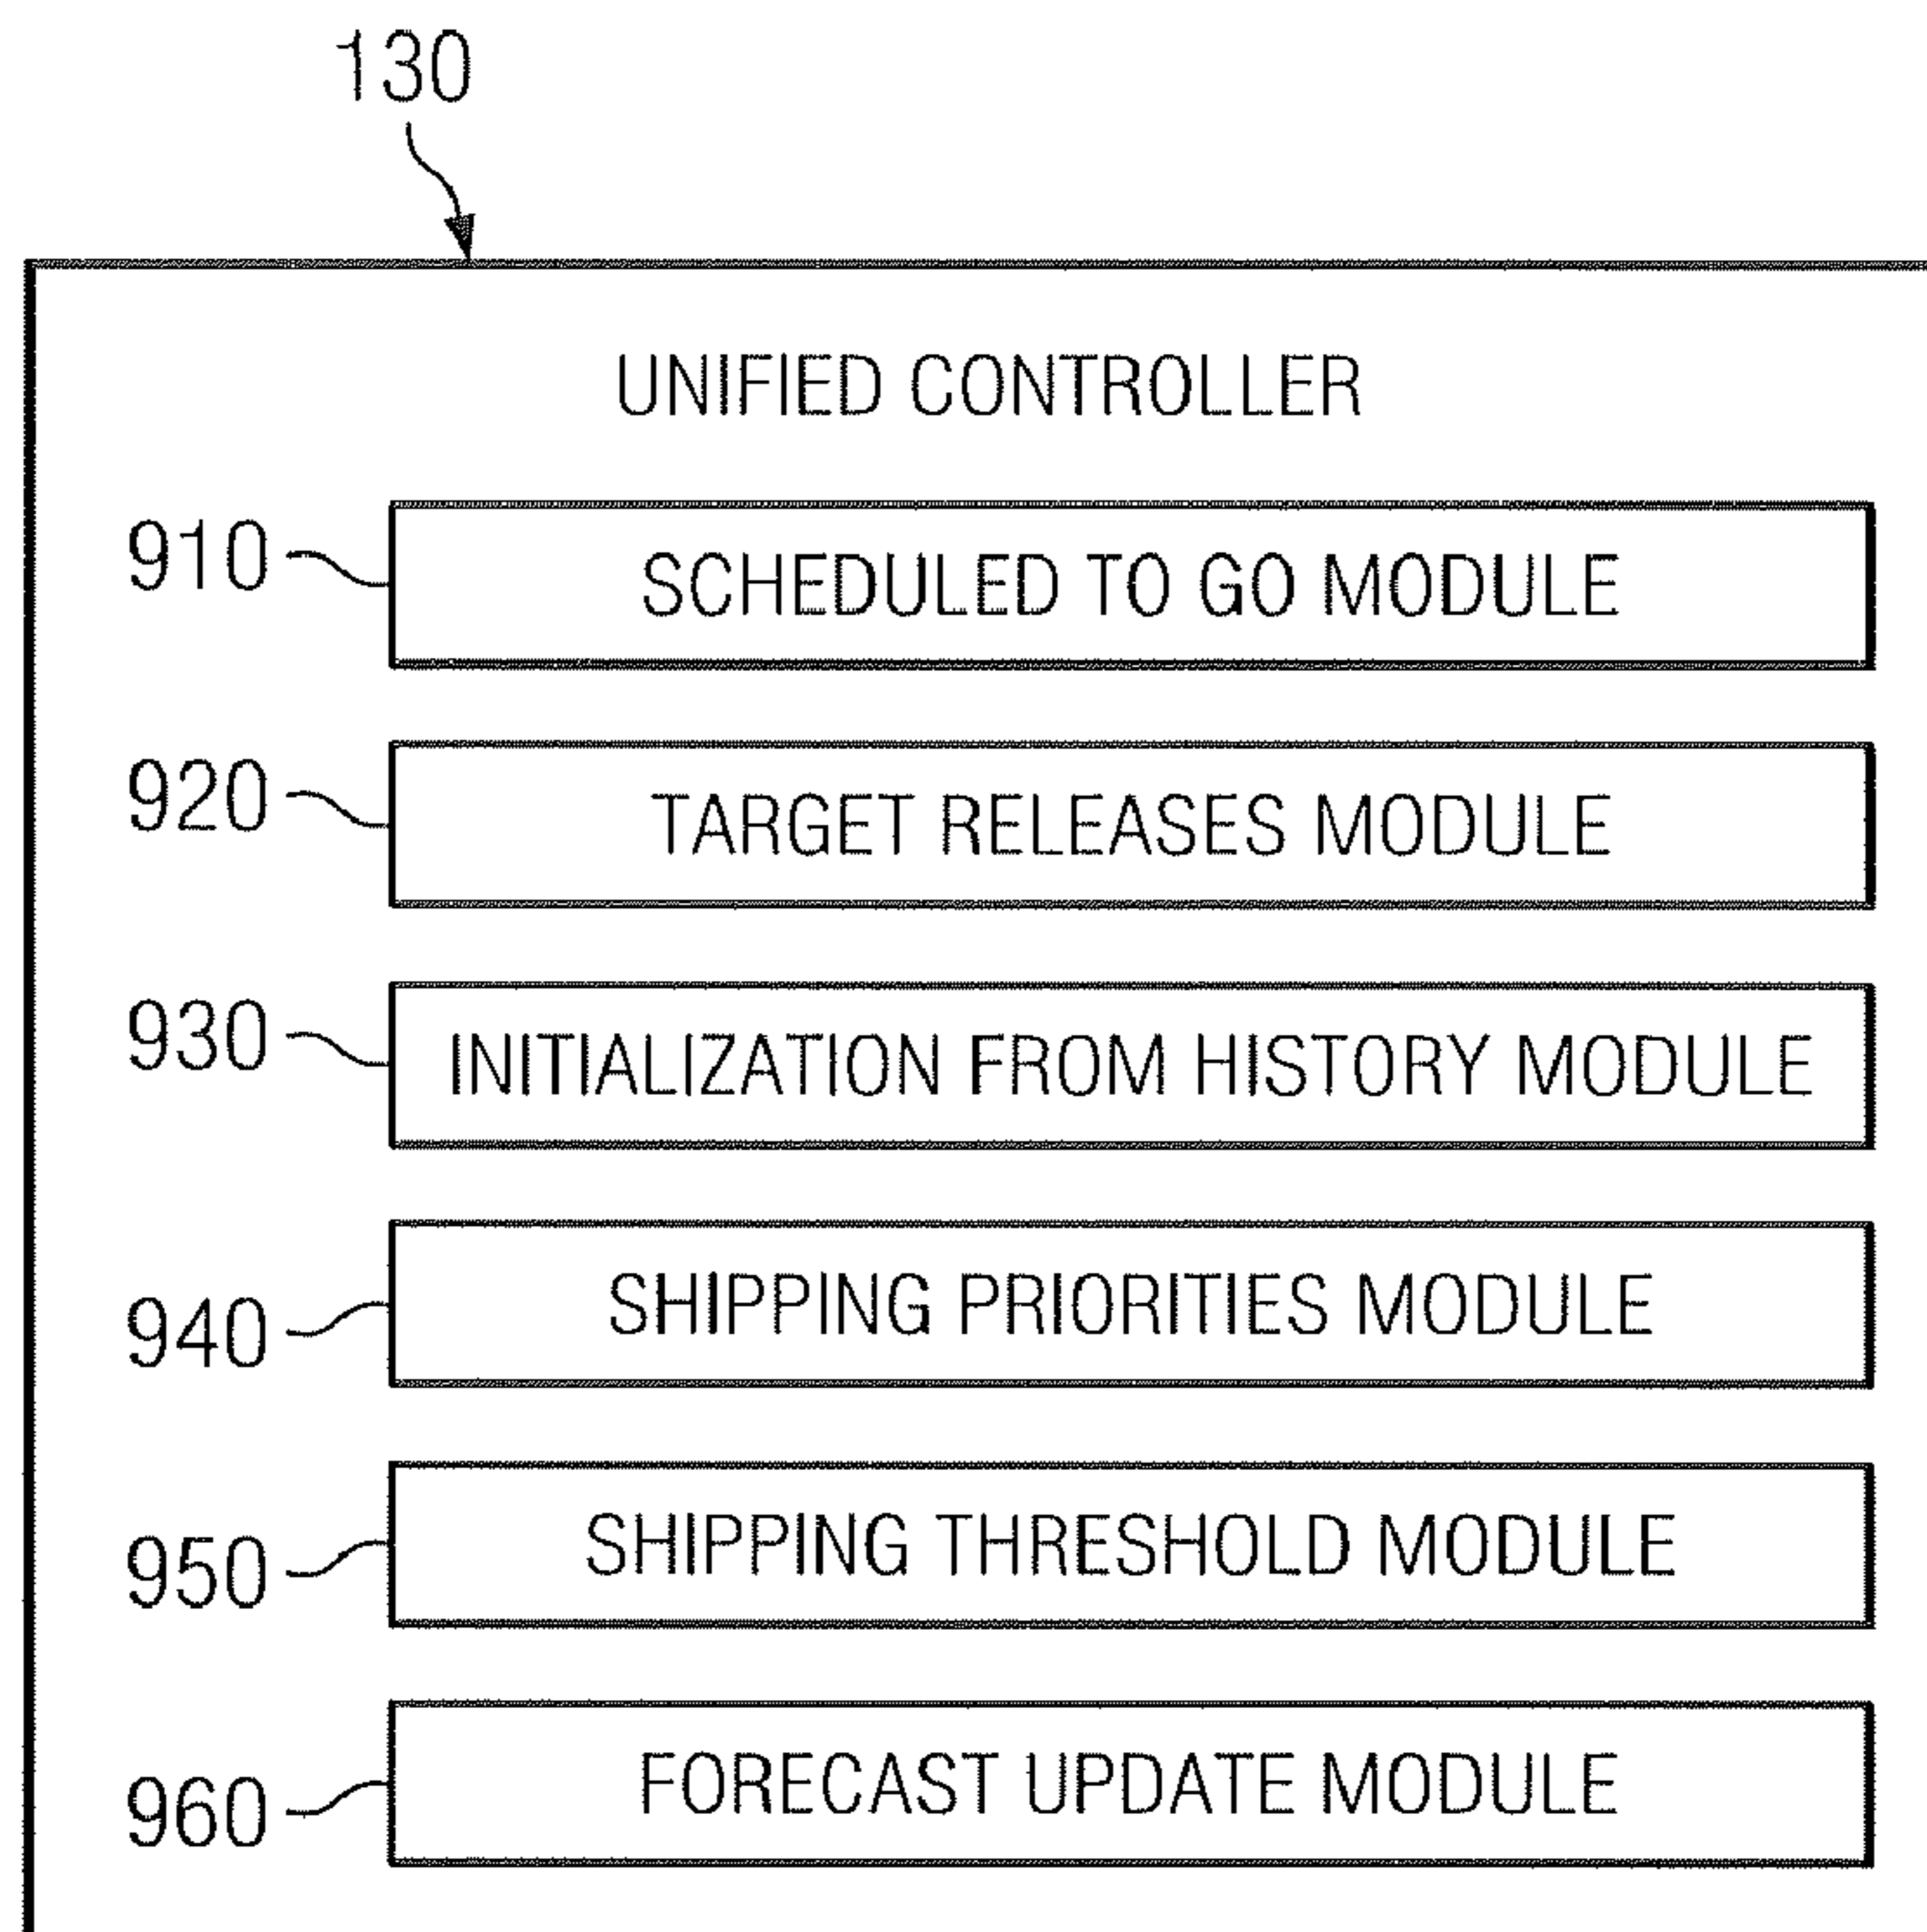 130
UNIFIED CONTROLLER
910 SCHEDULED TO GO MODULE
920 TARGET RELEASES MODULE
930 INITIALIZATION FROM HISTORY MODULE
940 SHIPPING PRIORITIES MODULE
950 SHIPPING THRESHOLD MODULE
960 FORECAST UPDATE MODULE